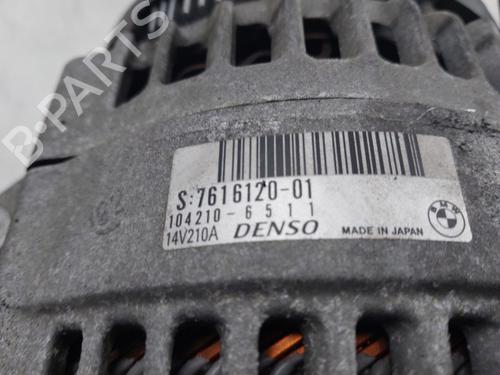 B-PARTS
S:7616120-01
104210-6511
14V210A DENSO MADE IN JAPAN BMW